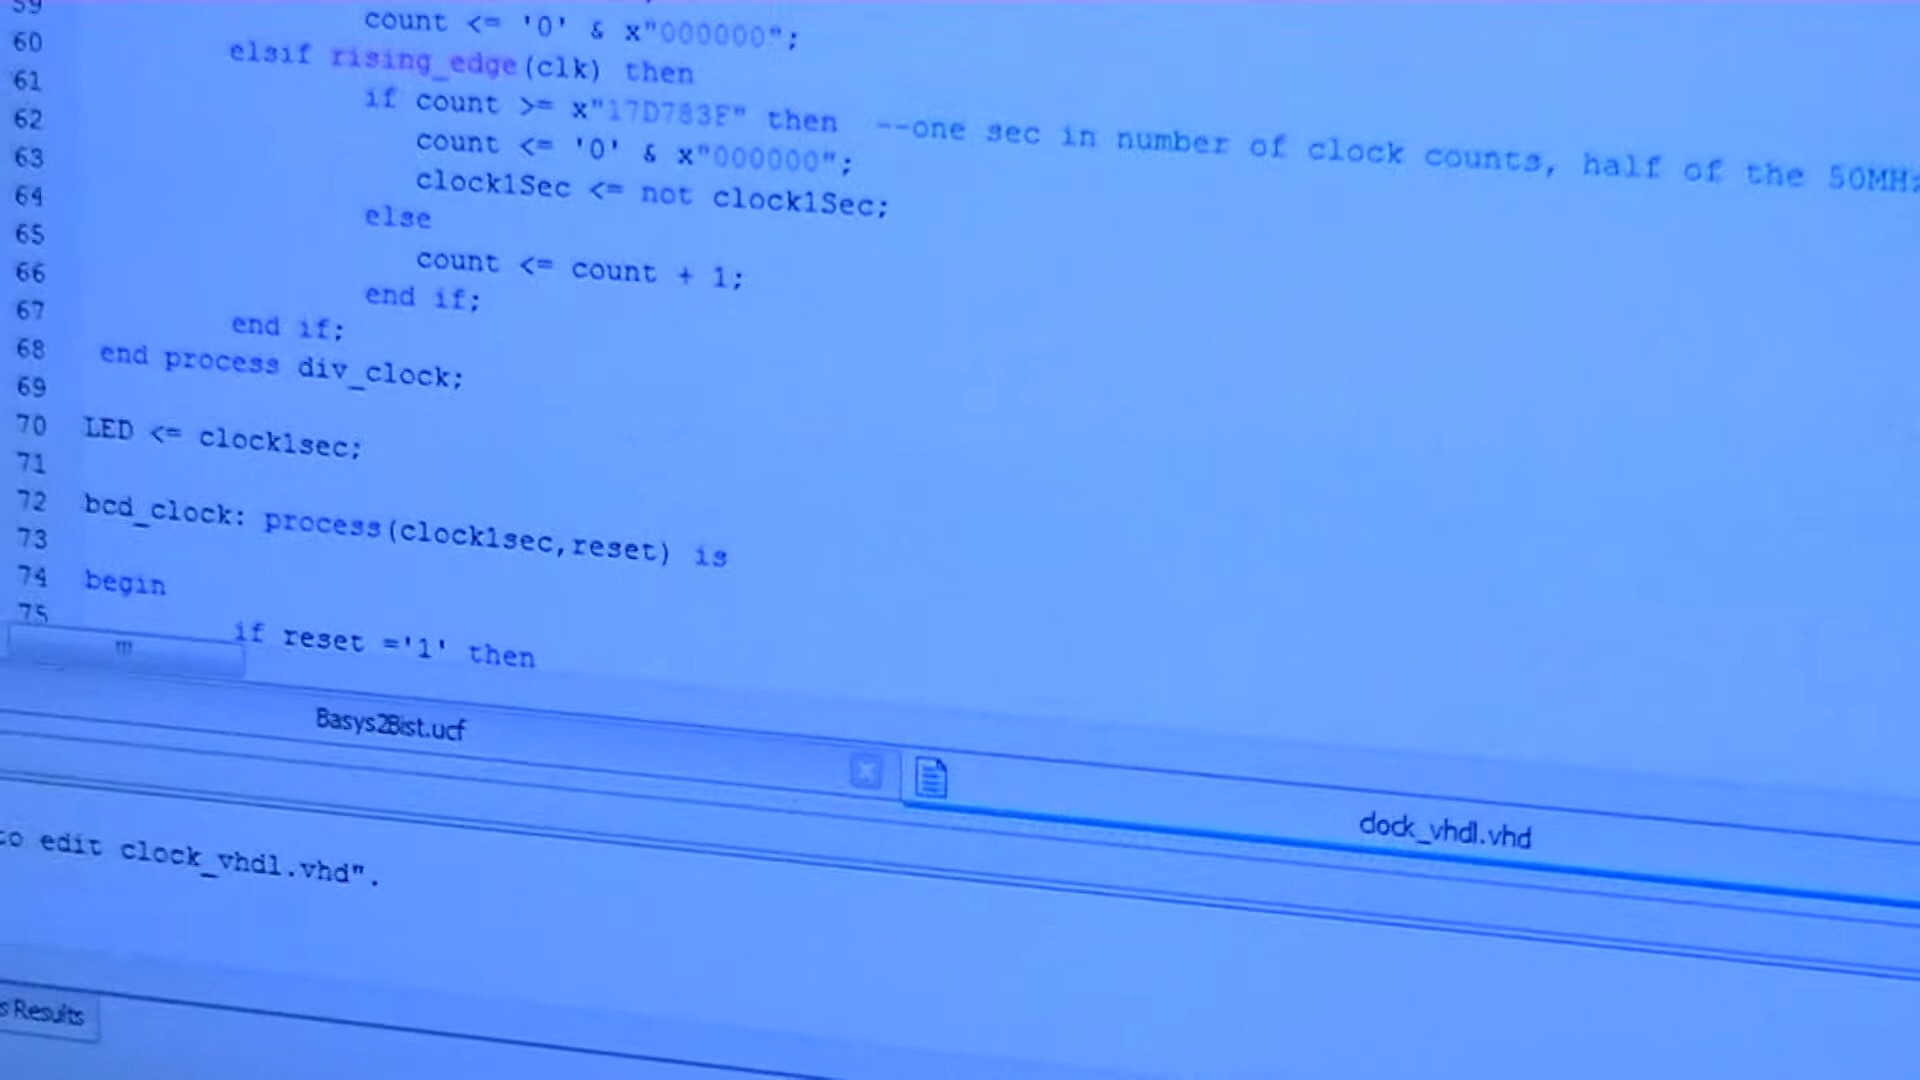 59
60 count <= '0' & x"000000";
61 elsif rising_edge(clk) then
62 if count >= x"17D783F" then --one sec in number of clock counts, half of the 50MHz
63 count <= '0' & x"000000";
64 clock1Sec <= not clock1Sec;
65 else
66 count <= count + 1;
67 end if;
68 end if;
69 end process div_clock;
70
71 LED <= clock1sec;
72
73 bcd_clock: process(clock1sec,reset) is
74
75 begin
if reset ='1' then
Basys2Bist.ucf
clock_vhdl.vhd
to edit clock_vhdl.vhd".
Results